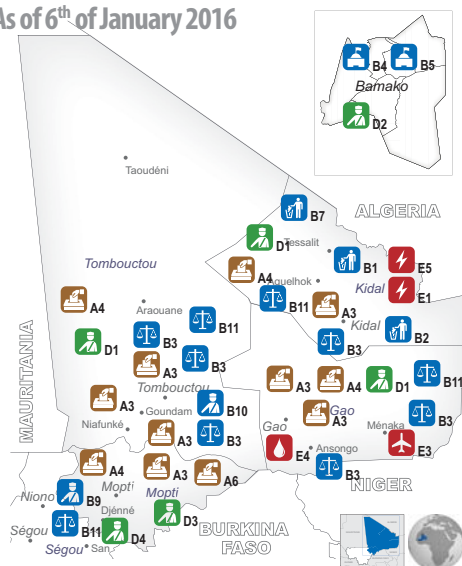 As of 6th of January 2016
B4
B5
Bamako
D2
Taoudéni
ALGERIA
B7
D1
Tessalit
Tombouctou
A4
Aguelhok
B1
E5
Kidal
E1
A4
Araouane
B11
B11
A3
Kidal
B2
D1
B3
B3
B3
A3
Tombouctou
MAURITANIA
A3
A4
D1
B11
A3
Goundam
B10
A3
Gao
B3
Niafunké
A3
B3
Gao
Ménaka
E4
Ansongo
E3
A4
A3
A6
B3
NIGER
Niono
B9
Mopti
Mopti
Djénné
D3
Ségou
B11
D4
BURKINA
FASO
Ségou
San